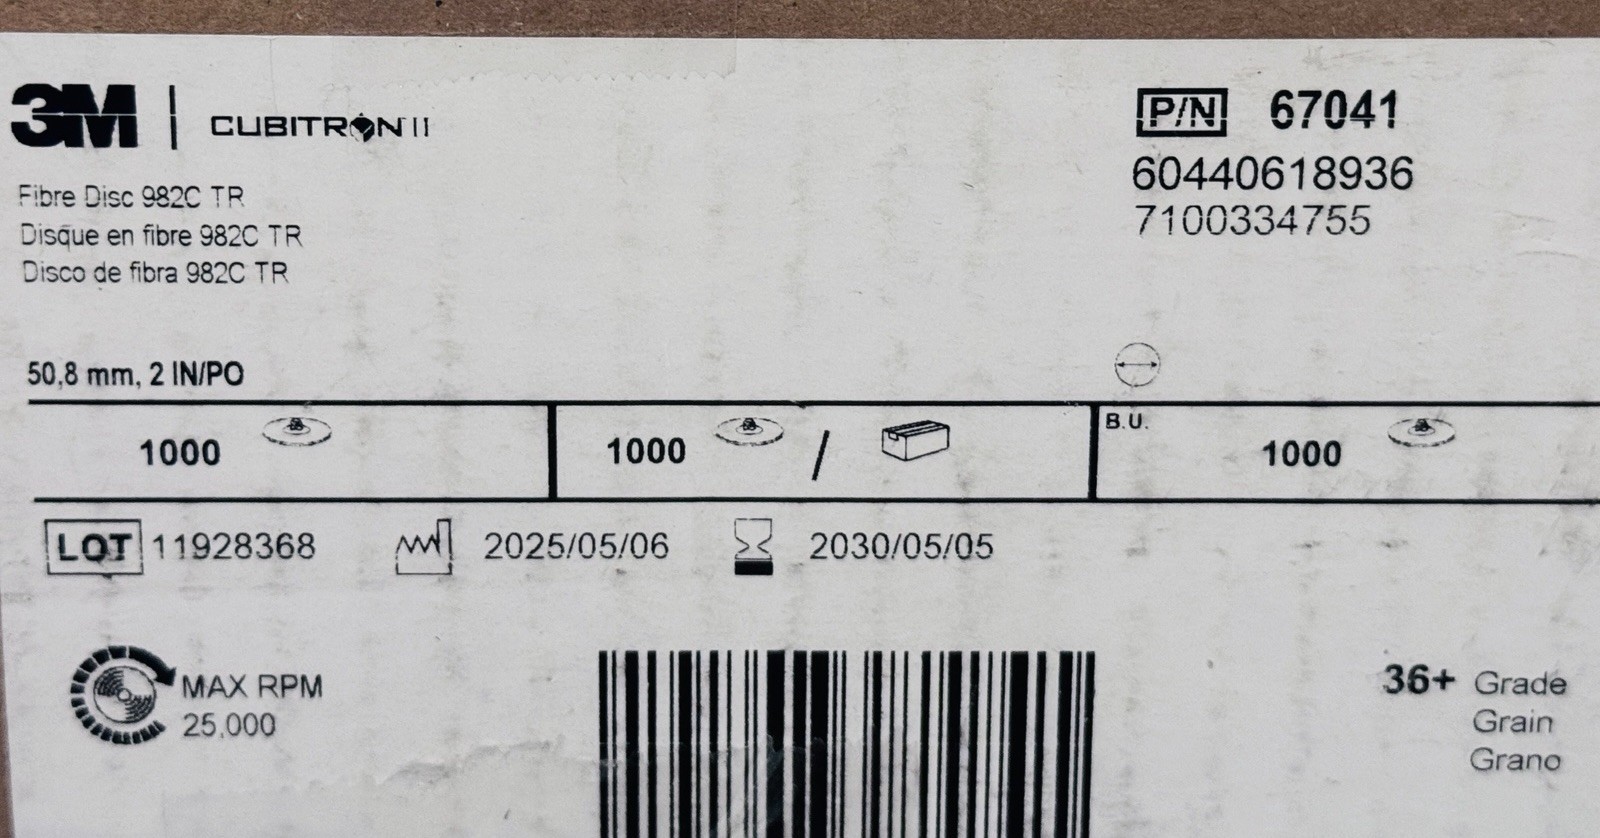 3M | CUBITRON II
P/N 67041
60440618936
7100334755
Fibre Disc 982C TR
Disque en fibre 982C TR
Disco de fibra 982C TR
50,8 mm, 2 IN/PO
1000
1000 /
B.U. 1000
LOT 11928368 2025/05/06 2030/05/05
MAX RPM
25,000
36+ Grade
Grain
Grano